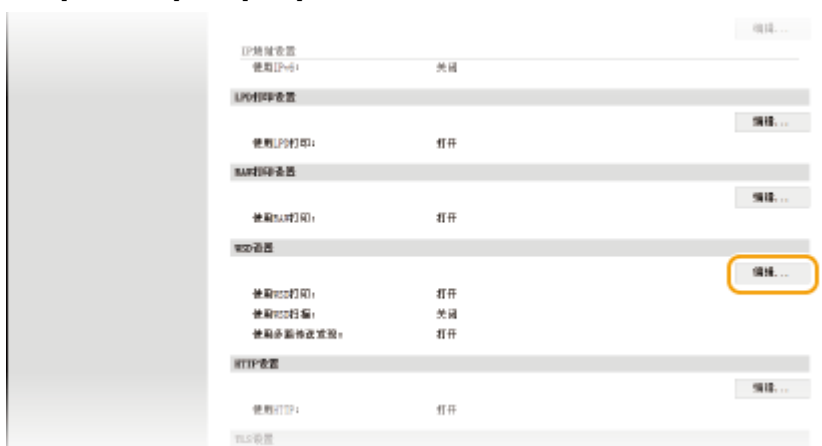 编辑...
IP地址设置
使用IPv6: 关闭
LPD打印设置
编辑...
使用LPD打印: 打开
RAW打印设置
编辑...
使用RAW打印: 打开
WSD设置
编辑...
使用WSD打印: 打开
使用WSD扫描: 关闭
使用多播传送发现: 打开
HTTP设置
编辑...
使用HTTP: 打开
TLS设置